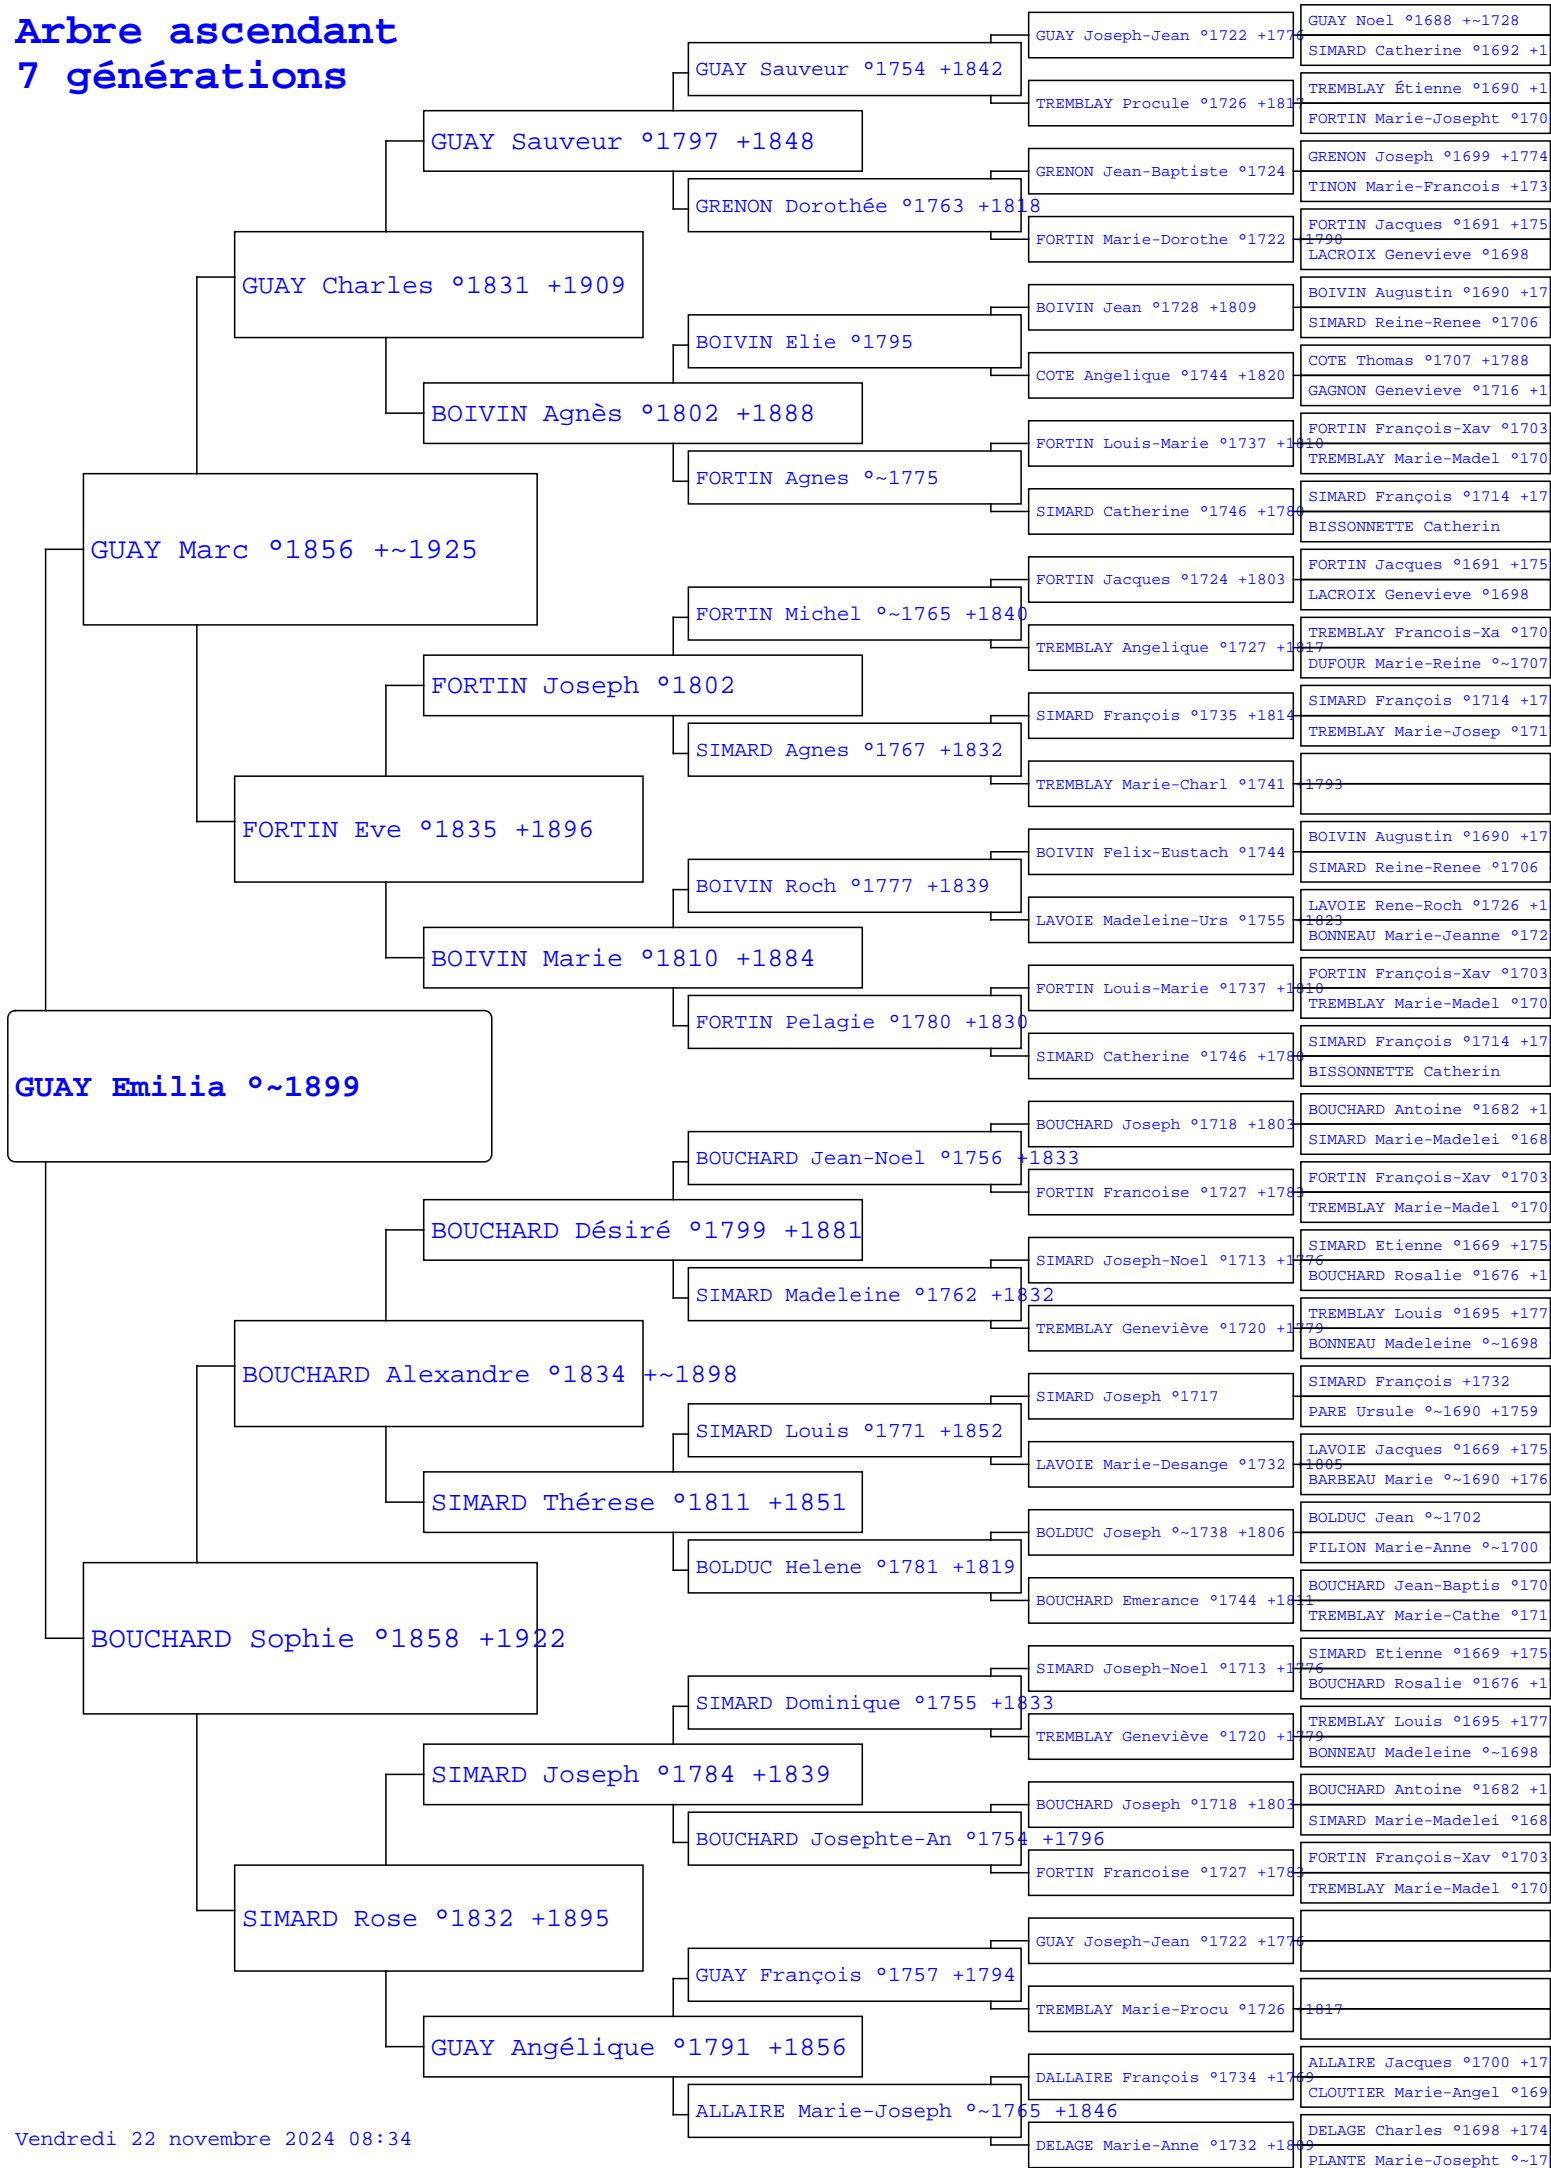 Arbre ascendant
7 générations
GUAY Emilia °~1899
GUAY Marc °1856 +~1925
BOUCHARD Sophie °1858 +1922
GUAY Charles °1831 +1909
FORTIN Eve °1835 +1896
BOUCHARD Alexandre °1834 +~1898
SIMARD Rose °1832 +1895
GUAY Sauveur °1797 +1848
BOIVIN Agnès °1802 +1888
FORTIN Joseph °1802
BOIVIN Marie °1810 +1884
BOUCHARD Désiré °1799 +1881
SIMARD Thérese °1811 +1851
SIMARD Joseph °1784 +1839
GUAY Angélique °1791 +1856
GUAY Sauveur °1754 +1842
GRENON Dorothée °1763 +1818
BOIVIN Elie °1795
FORTIN Agnes °~1775
FORTIN Michel °~1765 +1840
SIMARD Agnes °1767 +1832
BOIVIN Roch °1777 +1839
FORTIN Pelagie °1780 +1830
BOUCHARD Jean-Noel °1756 +1833
SIMARD Madeleine °1762 +1832
SIMARD Louis °1771 +1852
BOLDUC Helene °1781 +1819
SIMARD Dominique °1755 +1833
BOUCHARD Josephte-An °1754 +1796
GUAY François °1757 +1794
ALLAIRE Marie-Joseph °~1765 +1846
GUAY Joseph-Jean °1722 +1776
TREMBLAY Procule °1726 +1817
GRENON Jean-Baptiste °1724
FORTIN Marie-Dorothe °1722 +1790
BOIVIN Jean °1728 +1809
COTE Angelique °1744 +1820
FORTIN Louis-Marie °1737 +1810
SIMARD Catherine °1746 +1780
FORTIN Jacques °1724 +1803
TREMBLAY Angelique °1727 +1817
SIMARD François °1735 +1814
TREMBLAY Marie-Charl °1741 +1793
BOIVIN Felix-Eustach °1744
LAVOIE Madeleine-Urs °1755 +1823
FORTIN Louis-Marie °1737 +1810
SIMARD Catherine °1746 +1780
BOUCHARD Joseph °1718 +1803
FORTIN Francoise °1727 +1783
SIMARD Joseph-Noel °1713 +1776
TREMBLAY Geneviève °1720 +1779
SIMARD Joseph °1717
LAVOIE Marie-Desange °1732 +1805
BOLDUC Joseph °~1738 +1806
BOUCHARD Emerance °1744 +1811
SIMARD Joseph-Noel °1713 +1776
TREMBLAY Geneviève °1720 +1779
BOUCHARD Joseph °1718 +1803
FORTIN Francoise °1727 +1783
GUAY Joseph-Jean °1722 +1776
TREMBLAY Marie-Procu °1726 +1817
DALLAIRE François °1734 +1769
DELAGE Marie-Anne °1732 +1809
GUAY Noel °1688 +~1728
SIMARD Catherine °1692 +1
TREMBLAY Étienne °1690 +1
FORTIN Marie-Josepht °170
GRENON Joseph °1699 +1774
TINON Marie-Francois +173
FORTIN Jacques °1691 +175
LACROIX Genevieve °1698
BOIVIN Augustin °1690 +17
SIMARD Reine-Renee °1706
COTE Thomas °1707 +1788
GAGNON Genevieve °1716 +1
FORTIN François-Xav °1703
TREMBLAY Marie-Madel °170
SIMARD François °1714 +17
BISSONNETTE Catherin
FORTIN Jacques °1691 +175
LACROIX Genevieve °1698
TREMBLAY Francois-Xa °170
DUFOUR Marie-Reine °~1707
SIMARD François °1714 +17
TREMBLAY Marie-Josep °171
BOIVIN Augustin °1690 +17
SIMARD Reine-Renee °1706
LAVOIE Rene-Roch °1726 +1
BONNEAU Marie-Jeanne °172
FORTIN François-Xav °1703
TREMBLAY Marie-Madel °170
SIMARD François °1714 +17
BISSONNETTE Catherin
BOUCHARD Antoine °1682 +1
SIMARD Marie-Madelei °168
FORTIN François-Xav °1703
TREMBLAY Marie-Madel °170
SIMARD Etienne °1669 +175
BOUCHARD Rosalie °1676 +1
TREMBLAY Louis °1695 +177
BONNEAU Madeleine °~1698
SIMARD François +1732
PARE Ursule °~1690 +1759
LAVOIE Jacques °1669 +175
BARBEAU Marie °~1690 +176
BOLDUC Jean °~1702
FILION Marie-Anne °~1700
BOUCHARD Jean-Baptis °170
TREMBLAY Marie-Cathe °171
SIMARD Etienne °1669 +175
BOUCHARD Rosalie °1676 +1
TREMBLAY Louis °1695 +177
BONNEAU Madeleine °~1698
BOUCHARD Antoine °1682 +1
SIMARD Marie-Madelei °168
FORTIN François-Xav °1703
TREMBLAY Marie-Madel °170
ALLAIRE Jacques °1700 +17
CLOUTIER Marie-Angel °169
DELAGE Charles °1698 +174
PLANTE Marie-Josepht °~17
Vendredi 22 novembre 2024 08:34